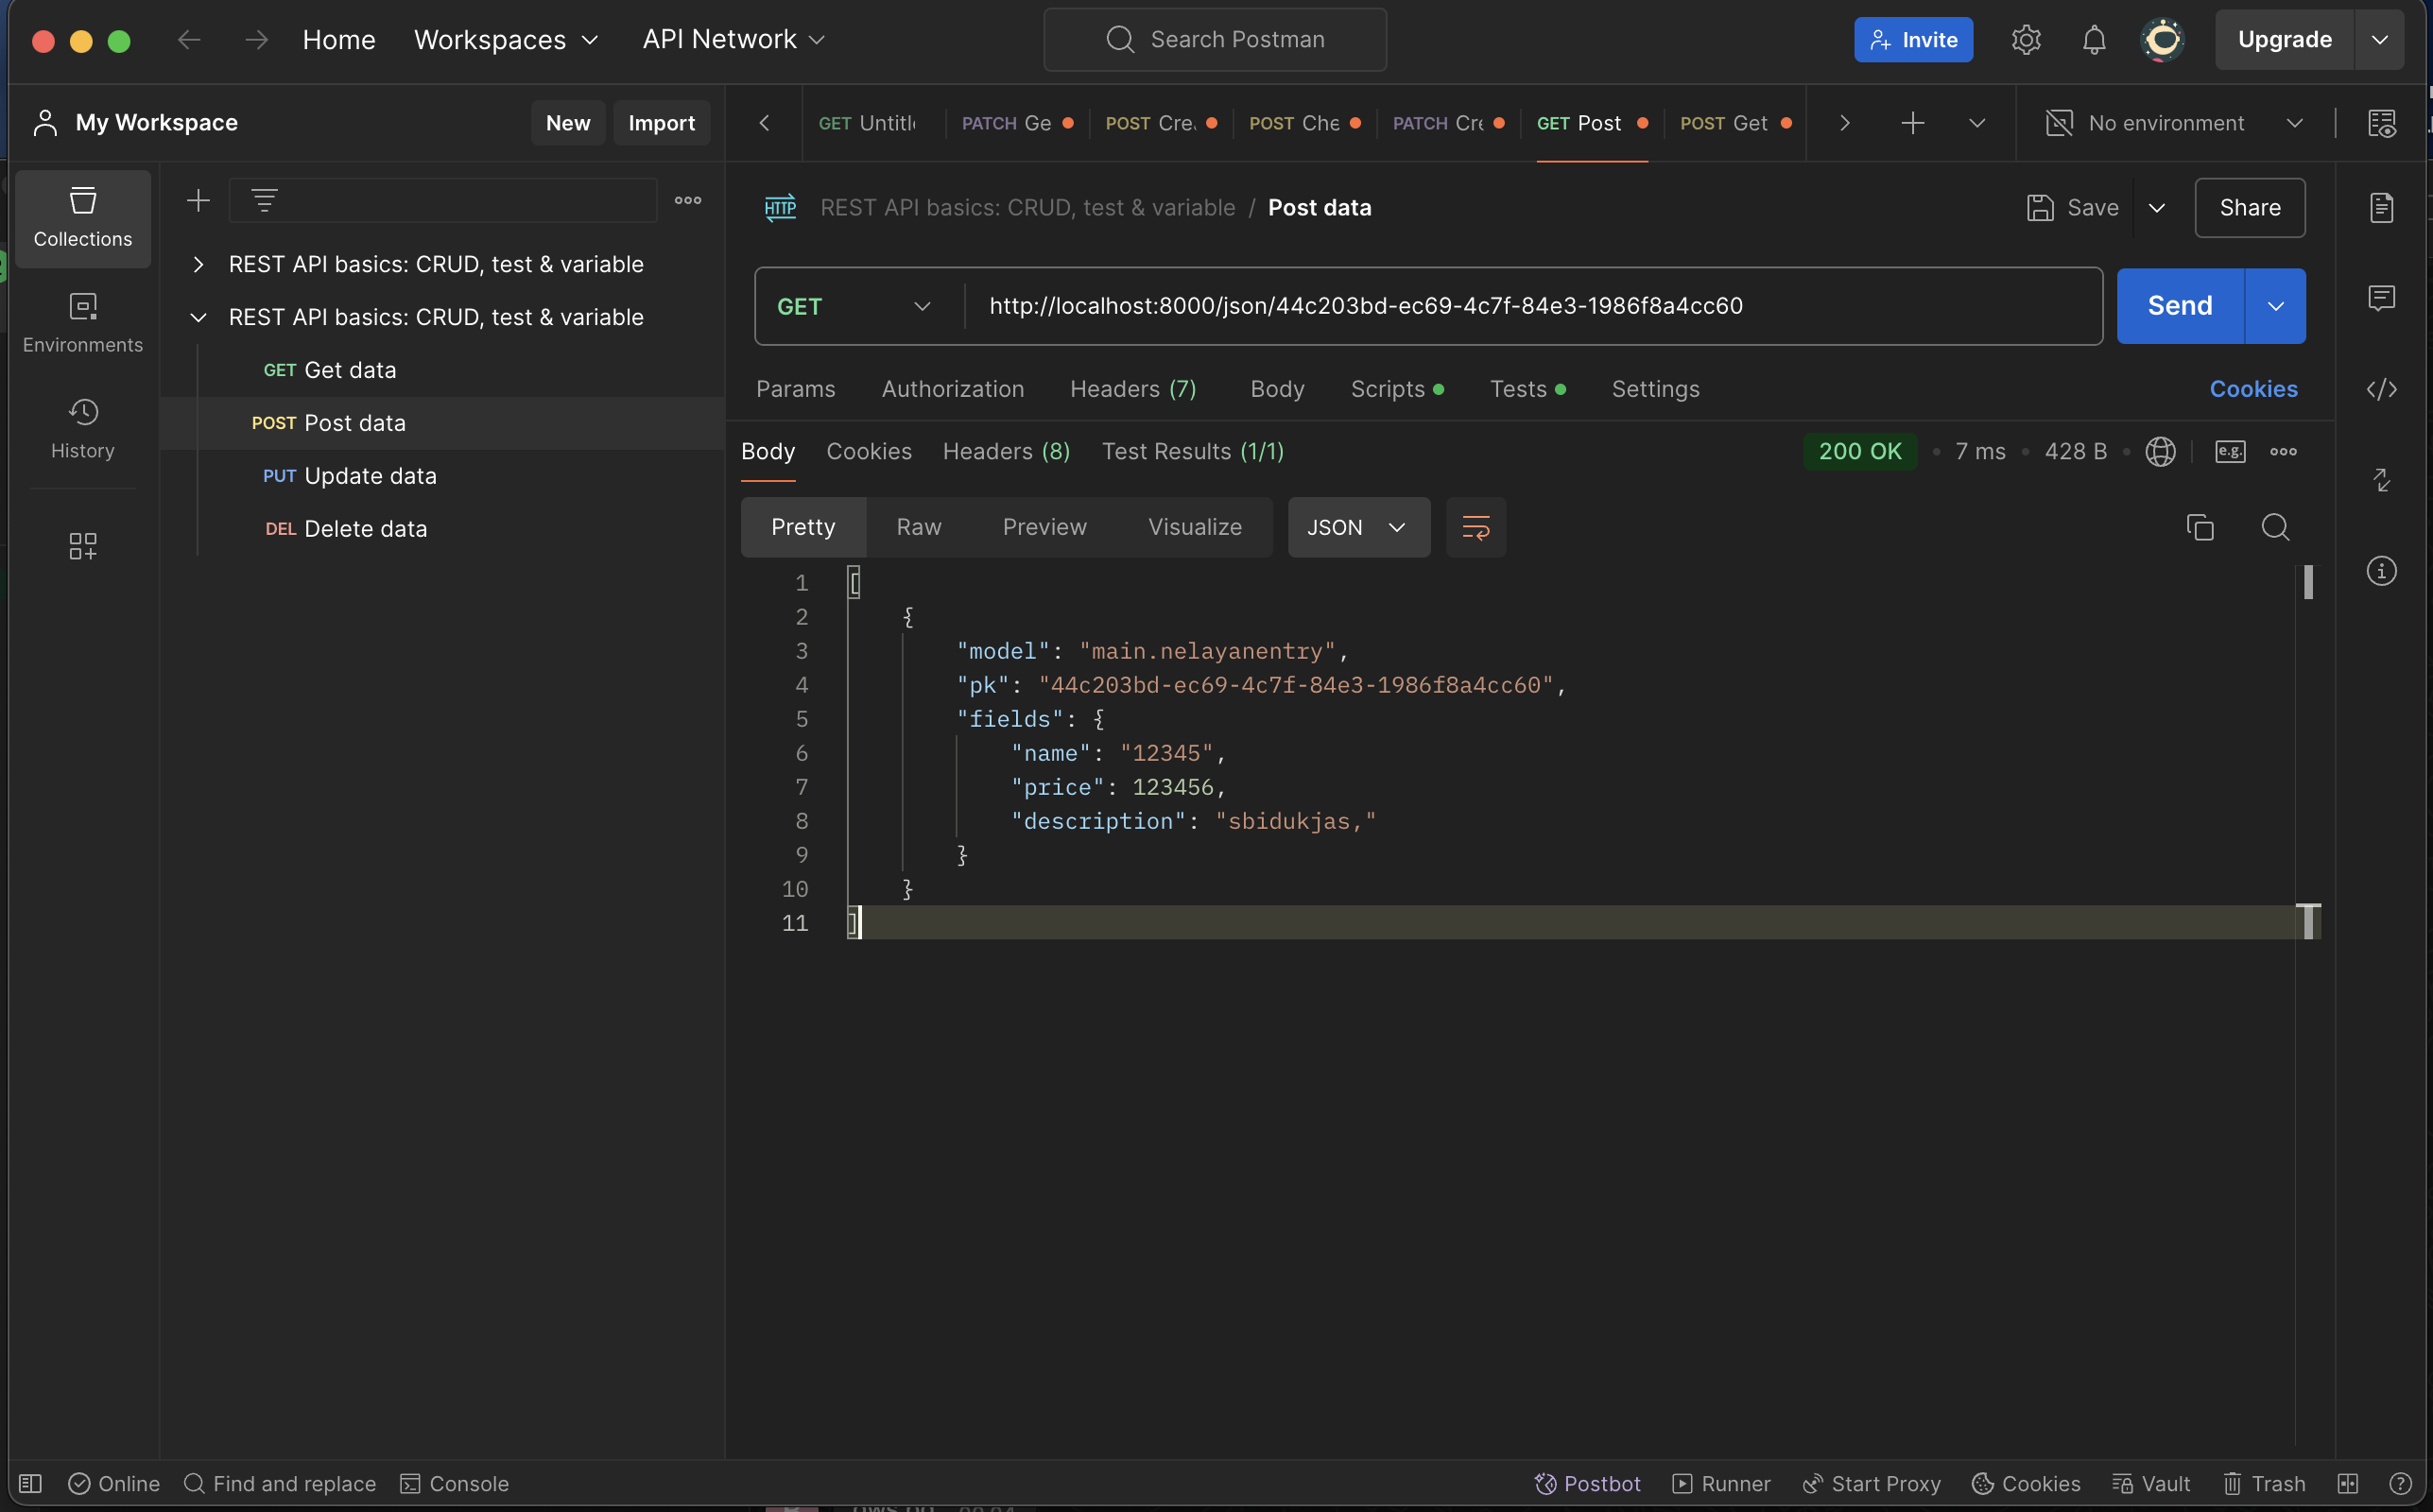 Home Workspaces API Network Search Postman Invite Upgrade
My Workspace New Import GET Untitl PATCH Ge POST Cre POST Che PATCH Cre GET Post POST Get No environment
Collections
Environments
History
REST API basics: CRUD, test & variable
REST API basics: CRUD, test & variable
GET Get data
POST Post data
PUT Update data
DEL Delete data
HTTP REST API basics: CRUD, test & variable / Post data Save Share
GET http://localhost:8000/json/44c203bd-ec69-4c7f-84e3-1986f8a4cc60 Send
Params Authorization Headers (7) Body Scripts Tests Settings Cookies
Body Cookies Headers (8) Test Results (1/1) 200 OK • 7 ms • 428 B • e.g.
Pretty Raw Preview Visualize JSON
1 [
2 {
3 "model": "main.nelayanentry",
4 "pk": "44c203bd-ec69-4c7f-84e3-1986f8a4cc60",
5 "fields": {
6 "name": "12345",
7 "price": 123456,
8 "description": "sbidukjas,"
9 }
10 }
11 ]
Online Find and replace Console Postbot Runner Start Proxy Cookies Vault Trash